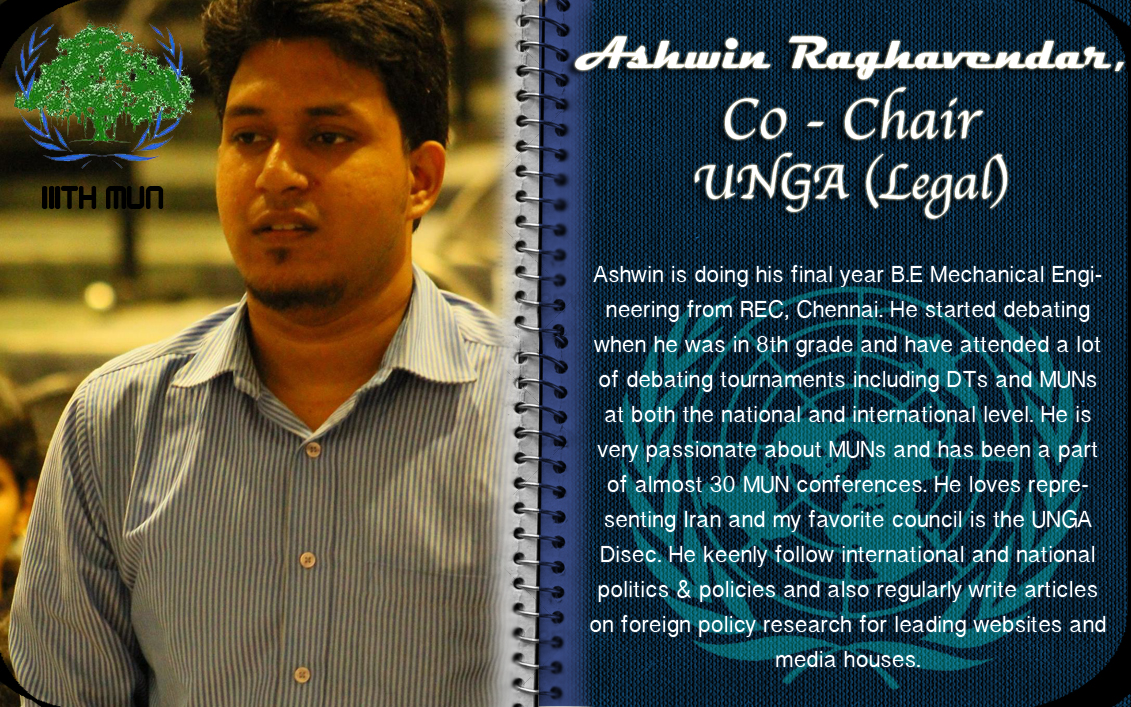 IIITH MUN
Ashwin Raghavendar,
Co - Chair
UNGA (Legal)
Ashwin is doing his final year B.E Mechanical Engi-
neering from REC, Chennai. He started debating
when he was in 8th grade and have attended a lot
of debating tournaments including DTs and MUNs
at both the national and international level. He is
very passionate about MUNs and has been a part
of almost 30 MUN conferences. He loves repre-
senting Iran and my favorite council is the UNGA
Disec. He keenly follow international and national
politics & policies and also regularly write articles
on foreign policy research for leading websites and
media houses.